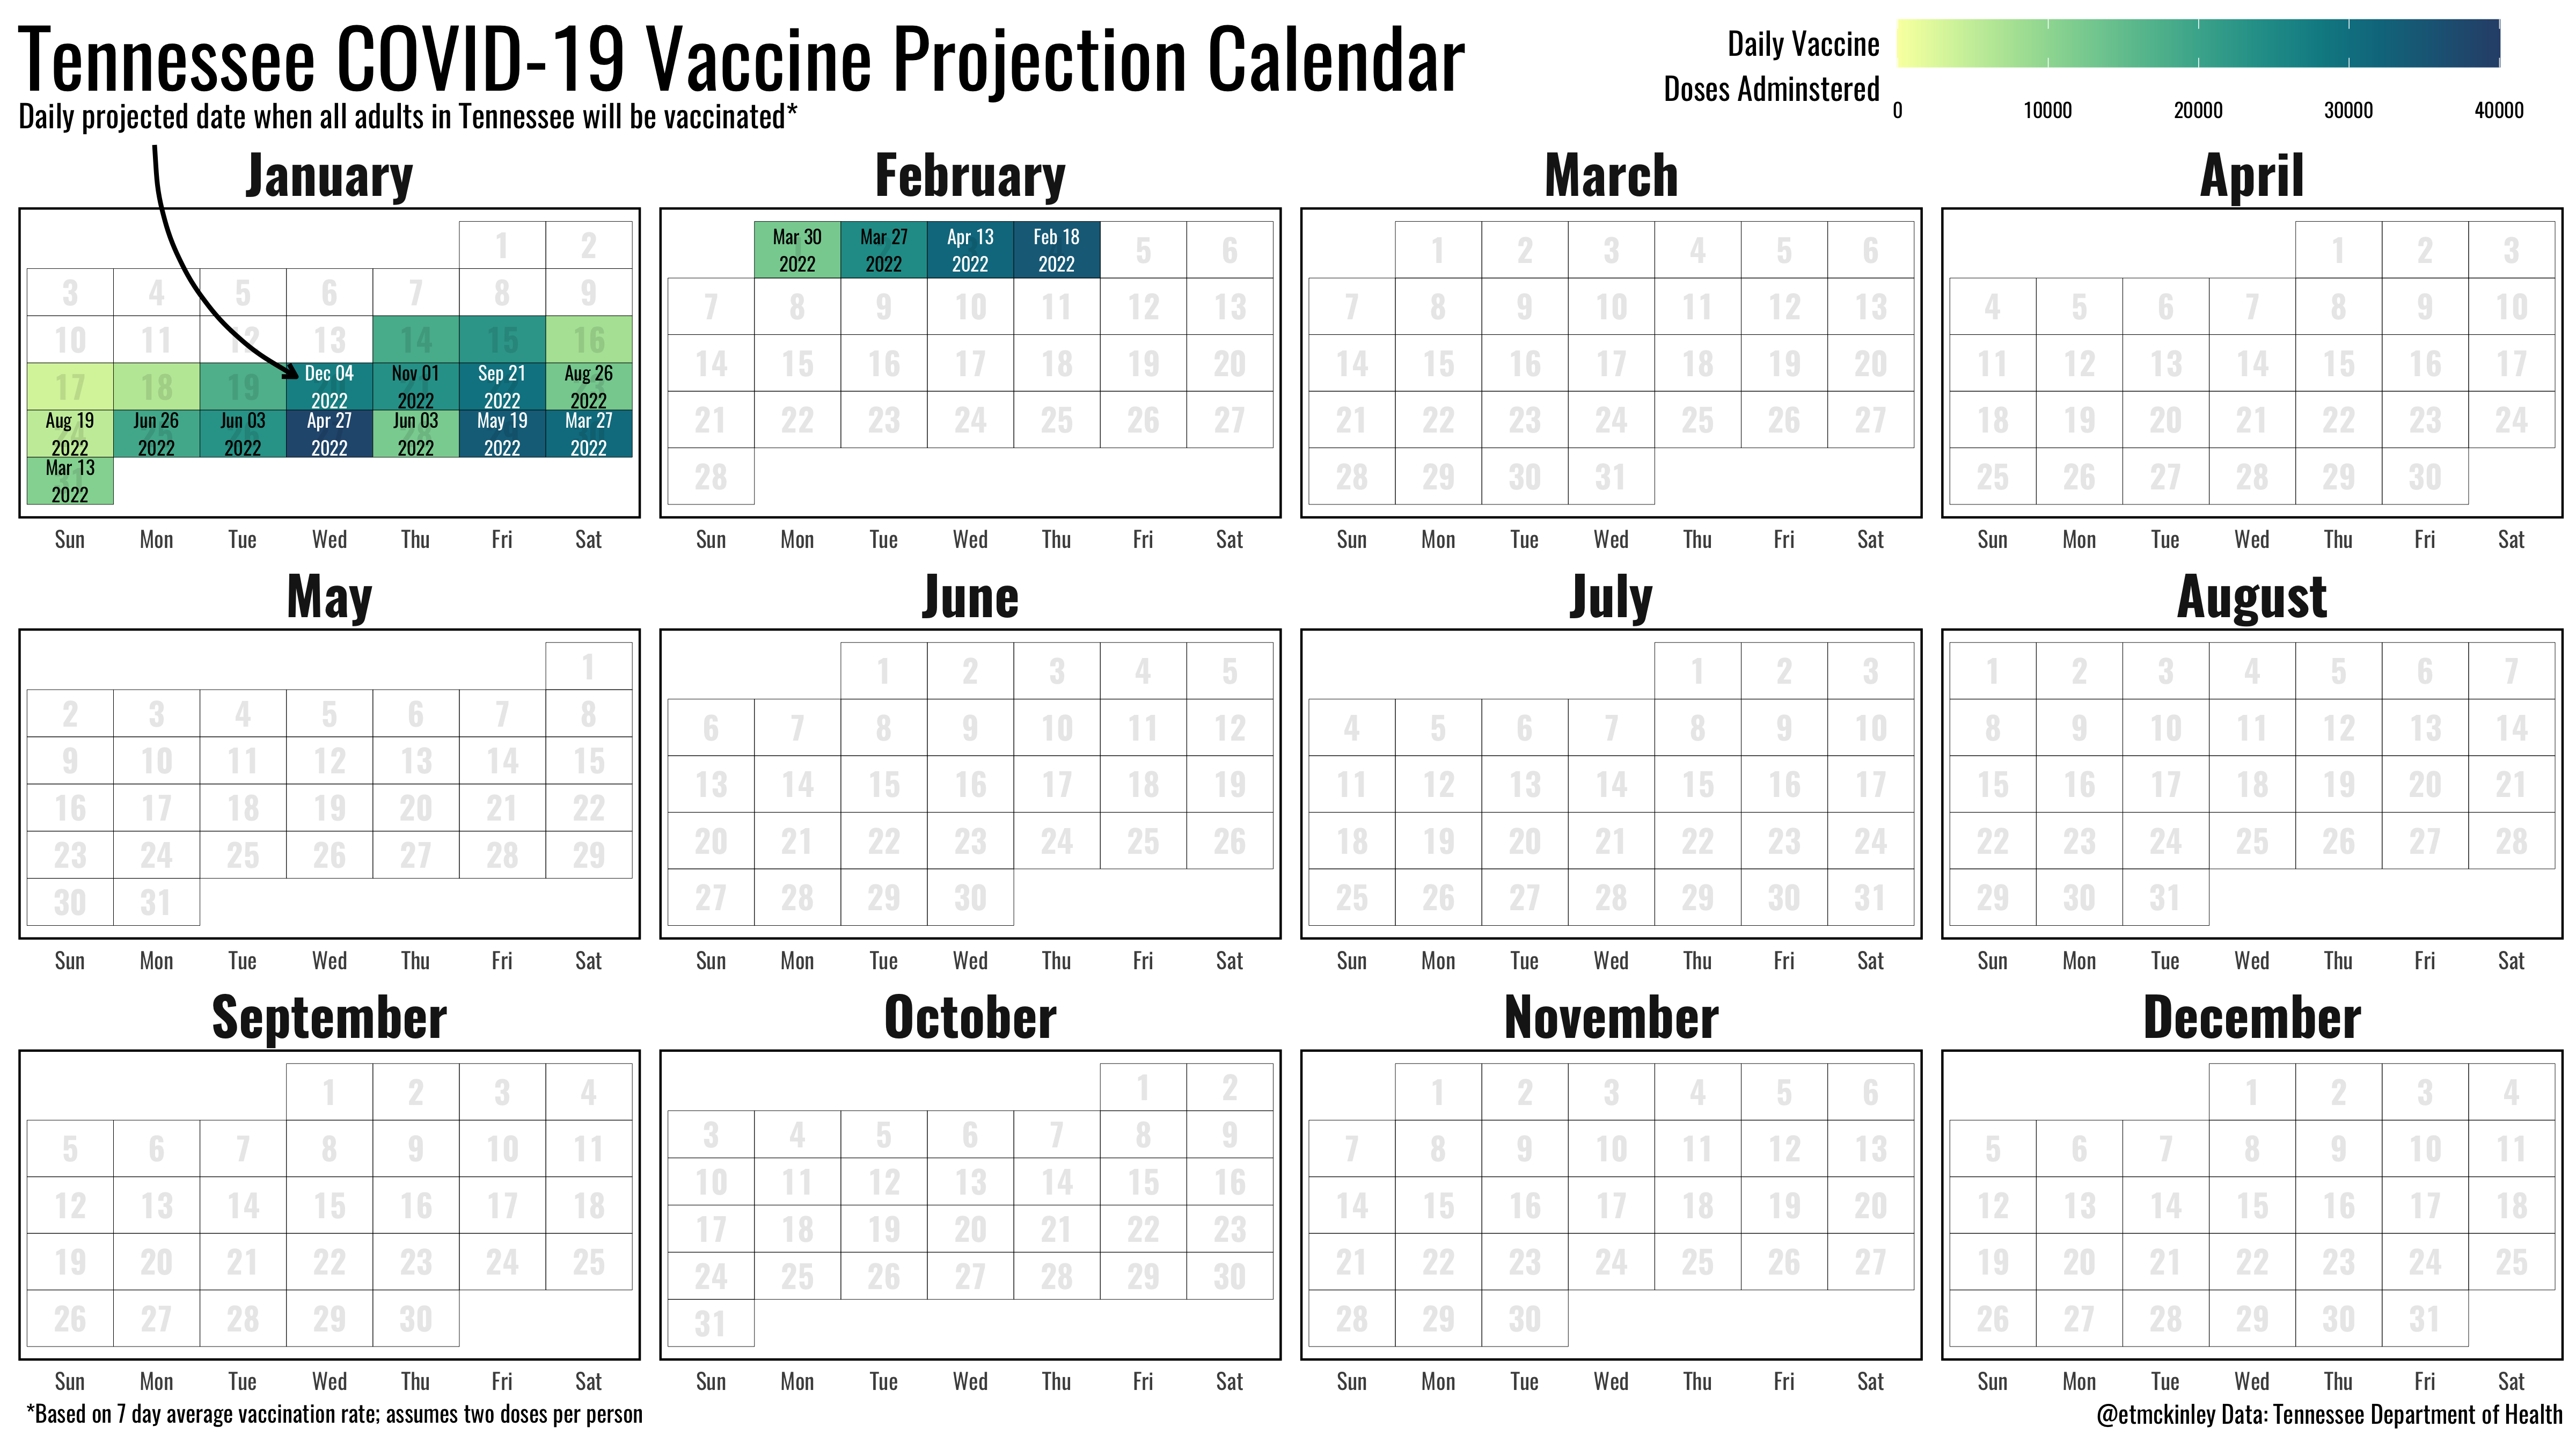 Tennessee COVID-19 Vaccine Projection Calendar
Daily projected date when all adults in Tennessee will be vaccinated*
Daily Vaccine
Doses Adminstered
0 10000 20000 30000 40000
January
1 2
3 4 5 6 7 8 9
10 11 12 13 14 15 16
17 18 19 Dec 04 Nov 01 Sep 21 Aug 26
2022 2022 2022 2022
Aug 19 Jun 26 Jun 03 Apr 27 Jun 03 May 19 Mar 27
2022 2022 2022 2022 2022 2022 2022
Mar 13
2022
Sun Mon Tue Wed Thu Fri Sat
February
Mar 30 Mar 27 Apr 13 Feb 18 5 6
2022 2022 2022 2022
7 8 9 10 11 12 13
14 15 16 17 18 19 20
21 22 23 24 25 26 27
28
Sun Mon Tue Wed Thu Fri Sat
March
1 2 3 4 5 6
7 8 9 10 11 12 13
14 15 16 17 18 19 20
21 22 23 24 25 26 27
28 29 30 31
Sun Mon Tue Wed Thu Fri Sat
April
1 2 3
4 5 6 7 8 9 10
11 12 13 14 15 16 17
18 19 20 21 22 23 24
25 26 27 28 29 30
Sun Mon Tue Wed Thu Fri Sat
May
1
2 3 4 5 6 7 8
9 10 11 12 13 14 15
16 17 18 19 20 21 22
23 24 25 26 27 28 29
30 31
Sun Mon Tue Wed Thu Fri Sat
June
1 2 3 4 5
6 7 8 9 10 11 12
13 14 15 16 17 18 19
20 21 22 23 24 25 26
27 28 29 30
Sun Mon Tue Wed Thu Fri Sat
July
1 2 3
4 5 6 7 8 9 10
11 12 13 14 15 16 17
18 19 20 21 22 23 24
25 26 27 28 29 30 31
Sun Mon Tue Wed Thu Fri Sat
August
1 2 3 4 5 6 7
8 9 10 11 12 13 14
15 16 17 18 19 20 21
22 23 24 25 26 27 28
29 30 31
Sun Mon Tue Wed Thu Fri Sat
September
1 2 3 4
5 6 7 8 9 10 11
12 13 14 15 16 17 18
19 20 21 22 23 24 25
26 27 28 29 30
Sun Mon Tue Wed Thu Fri Sat
October
1 2
3 4 5 6 7 8 9
10 11 12 13 14 15 16
17 18 19 20 21 22 23
24 25 26 27 28 29 30
31
Sun Mon Tue Wed Thu Fri Sat
November
1 2 3 4 5 6
7 8 9 10 11 12 13
14 15 16 17 18 19 20
21 22 23 24 25 26 27
28 29 30
Sun Mon Tue Wed Thu Fri Sat
December
1 2 3 4
5 6 7 8 9 10 11
12 13 14 15 16 17 18
19 20 21 22 23 24 25
26 27 28 29 30 31
Sun Mon Tue Wed Thu Fri Sat
*Based on 7 day average vaccination rate; assumes two doses per person
@etmckinley Data: Tennessee Department of Health